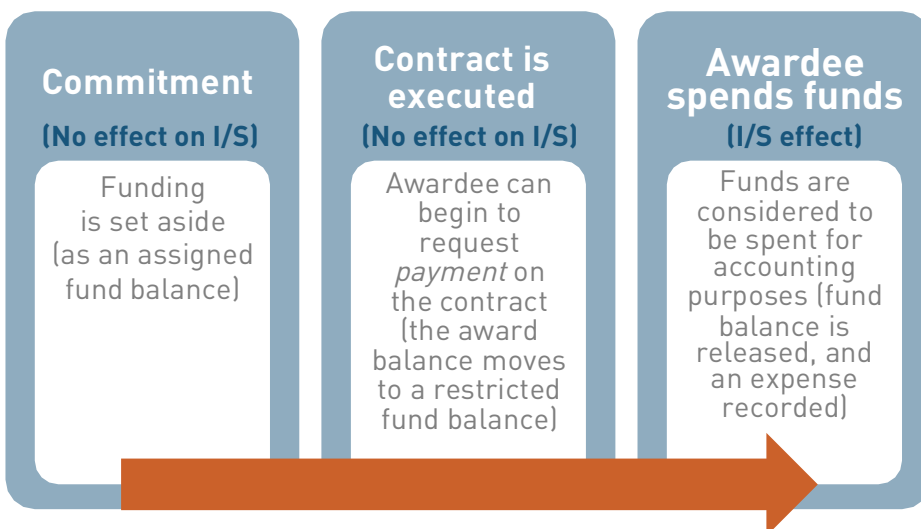 Commitment
(No effect on I/S)
Funding
is set aside
(as an assigned
fund balance)
Contract is
executed
(No effect on I/S)
Awardee can
begin to
request
payment on
the contract
(the award
balance moves
to a restricted
fund balance)
Awardee
spends funds
(I/S effect)
Funds are
considered to
be spent for
accounting
purposes (fund
balance is
released, and
an expense
recorded)